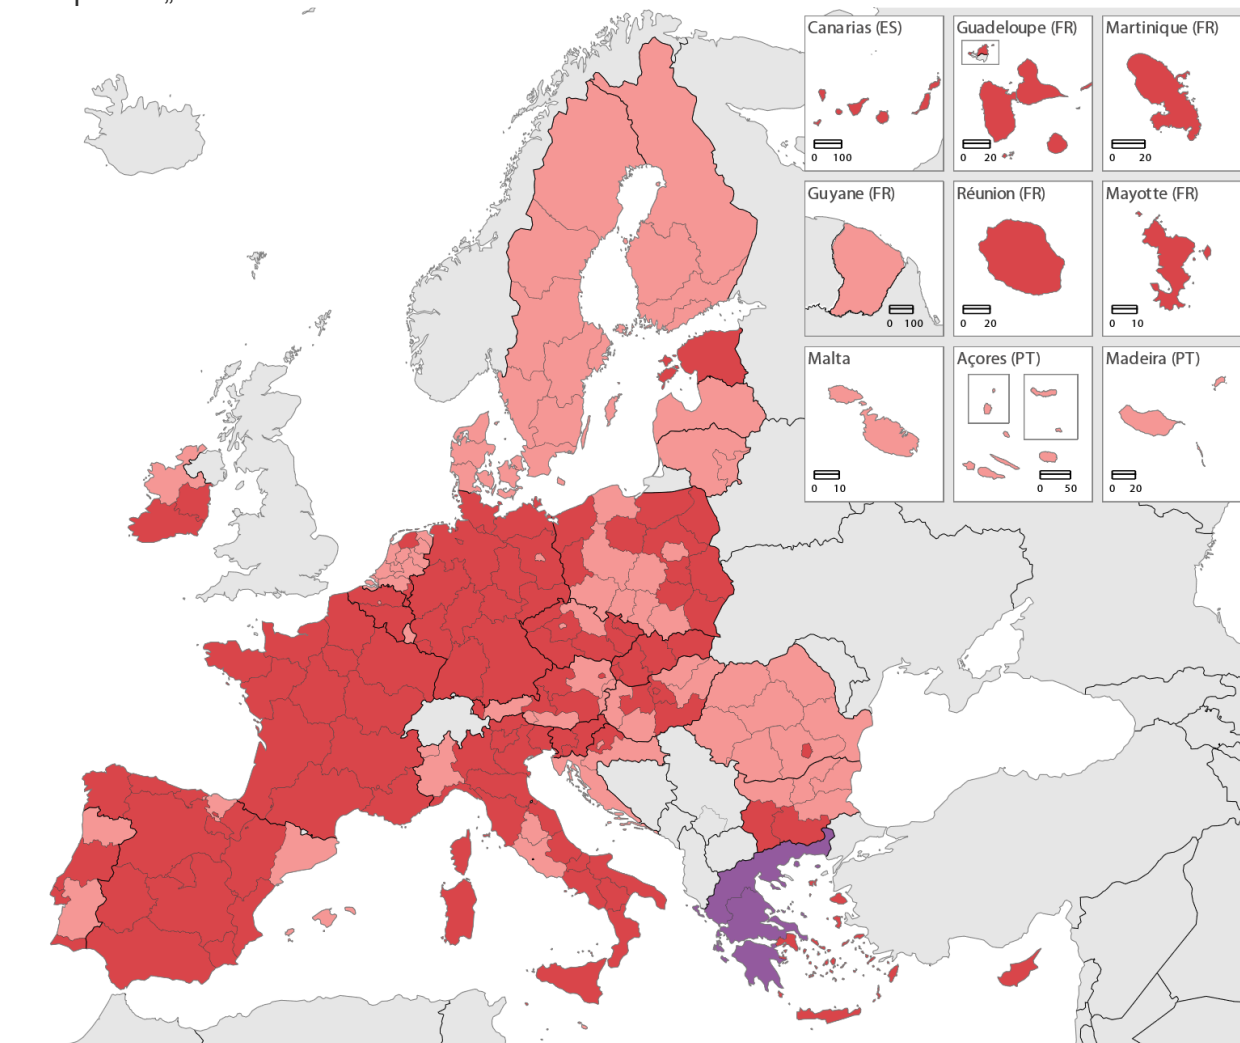 Canarias (ES)
0 100
Guadeloupe (FR)
0 20
Martinique (FR)
0 20
Guyane (FR)
0 100
Réunion (FR)
0 20
Mayotte (FR)
0 10
Malta
0 10
Açores (PT)
0 50
Madeira (PT)
0 20